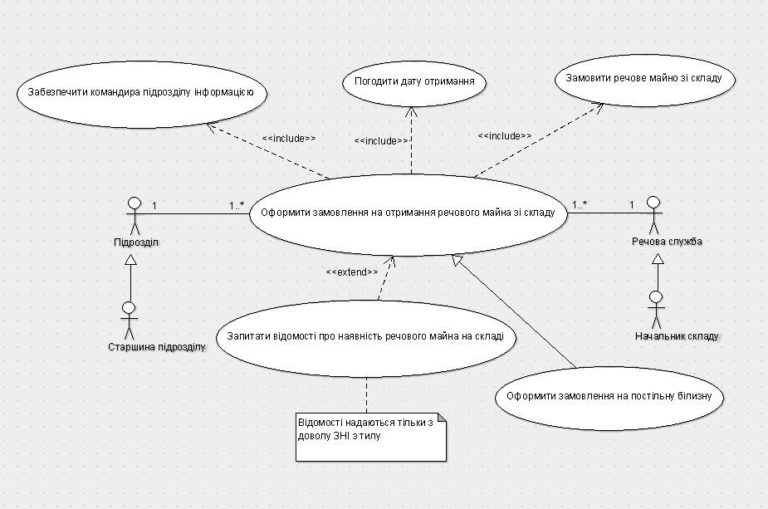 Забезпечити командира підрозділу інформацією
Погодити дату отримання
Замовити речове майно зі складу
<<include>>
<<include>>
<<include>>
1
1..*
Оформити замовлення на отримання речового майна зі складу
1..*
1
Підрозділ
Речова служба
<<extend>>
Старшина підрозділу
Запитати відомості про наявність речового майна на складі
Начальник складу
Оформити замовлення на постільну білизну
Відомості надаються тільки з
доволу ЗНІ з тилу